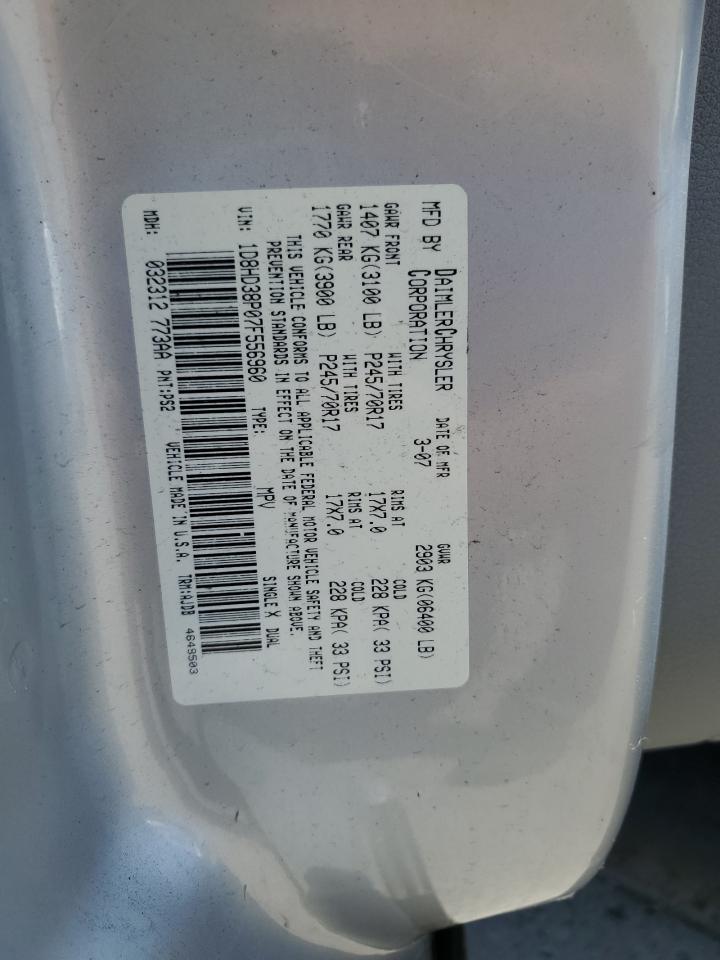 MFD BY DAIMLERCHRYSLER CORPORATION DATE OF MFR 3-07 GVWR 2903 KG(06400 LB)
GAWR FRONT WITH TIRES RIMS AT COLD
1407 KG(3100 LB) P245/70R17 17X7.0 228 KPA( 33 PSI)
GAWR REAR WITH TIRES RIMS AT COLD
1770 KG(3900 LB) P245/70R17 17X7.0 228 KPA( 33 PSI)
THIS VEHICLE CONFORMS TO ALL APPLICABLE FEDERAL MOTOR VEHICLE SAFETY AND THEFT
PREVENTION STANDARDS IN EFFECT ON THE DATE OF MANUFACTURE SHOWN ABOVE.
VIN: 1D8HD38P07F556960 TYPE: MPV SINGLE X DUAL
MDH: 032312 773AA PNT:PS2 VEHICLE MADE IN U.S.A. TRM:AJDB 4649503